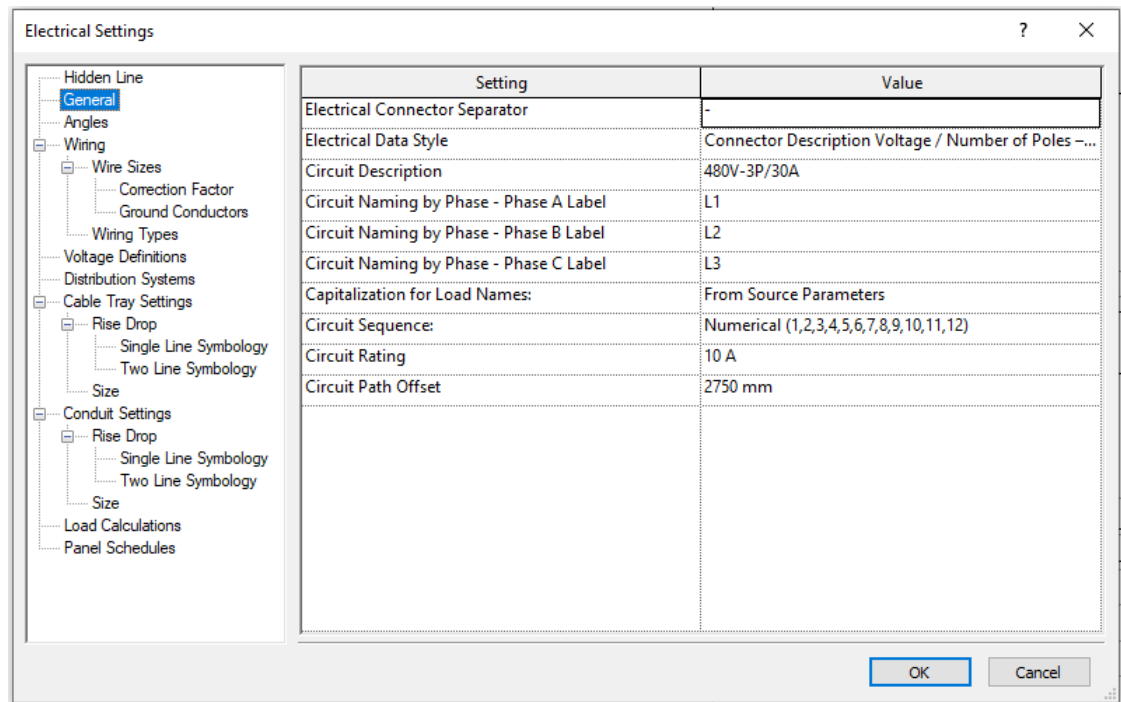 Electrical Settings
?
Hidden Line
General
Angles
Wiring
Wire Sizes
Correction Factor
Ground Conductors
Wiring Types
Voltage Definitions
Distribution Systems
Cable Tray Settings
Rise Drop
Single Line Symbology
Two Line Symbology
Size
Conduit Settings
Rise Drop
Single Line Symbology
Two Line Symbology
Size
Load Calculations
Panel Schedules
Setting Value
Electrical Connector Separator -
Electrical Data Style Connector Description Voltage / Number of Poles –...
Circuit Description 480V-3P/30A
Circuit Naming by Phase - Phase A Label L1
Circuit Naming by Phase - Phase B Label L2
Circuit Naming by Phase - Phase C Label L3
Capitalization for Load Names: From Source Parameters
Circuit Sequence: Numerical (1,2,3,4,5,6,7,8,9,10,11,12)
Circuit Rating 10 A
Circuit Path Offset 2750 mm
OK Cancel